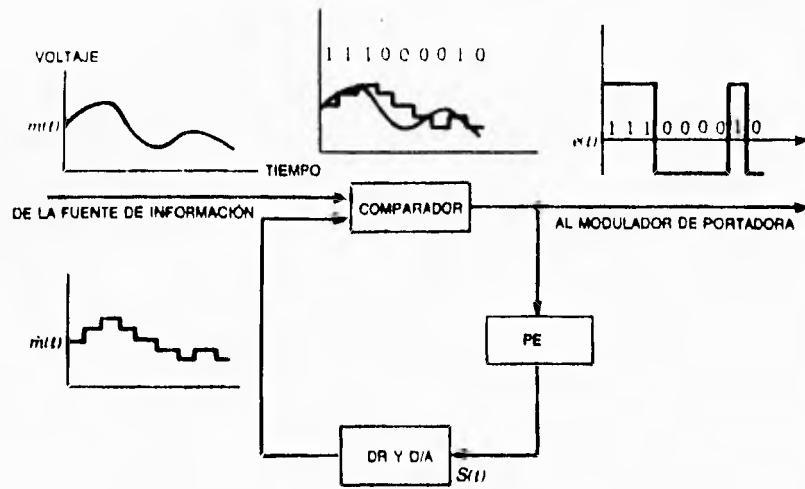 VOLTAJE
m(t)
TIEMPO
1 1 1 0 0 0 0 1 0
1 1 1 0 0 0 0 1 0
e(t)
DE LA FUENTE DE INFORMACIÓN
COMPARADOR
AL MODULADOR DE PORTADORA
ṁ(t)
PE
DR Y D/A
S(t)